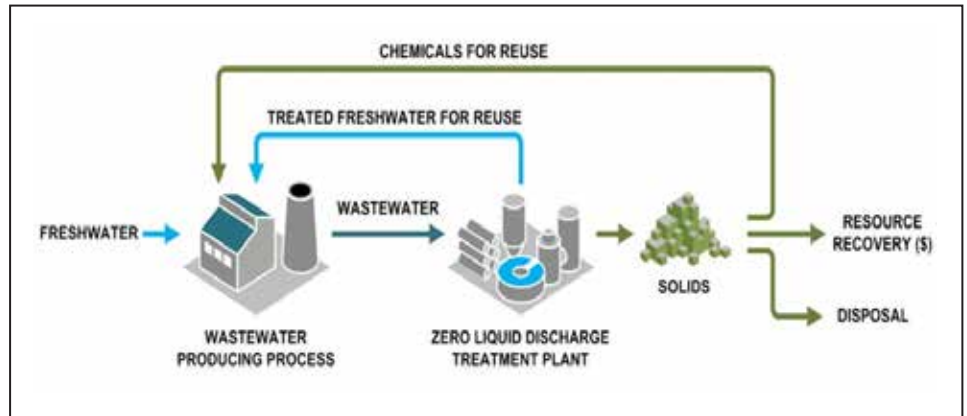 CHEMICALS FOR REUSE
TREATED FRESHWATER FOR REUSE
WASTEWATER
FRESHWATER
RESOURCE
RECOVERY ($)
SOLIDS
DISPOSAL
WASTEWATER
PRODUCING PROCESS
ZERO LIQUID DISCHARGE
TREATMENT PLANT